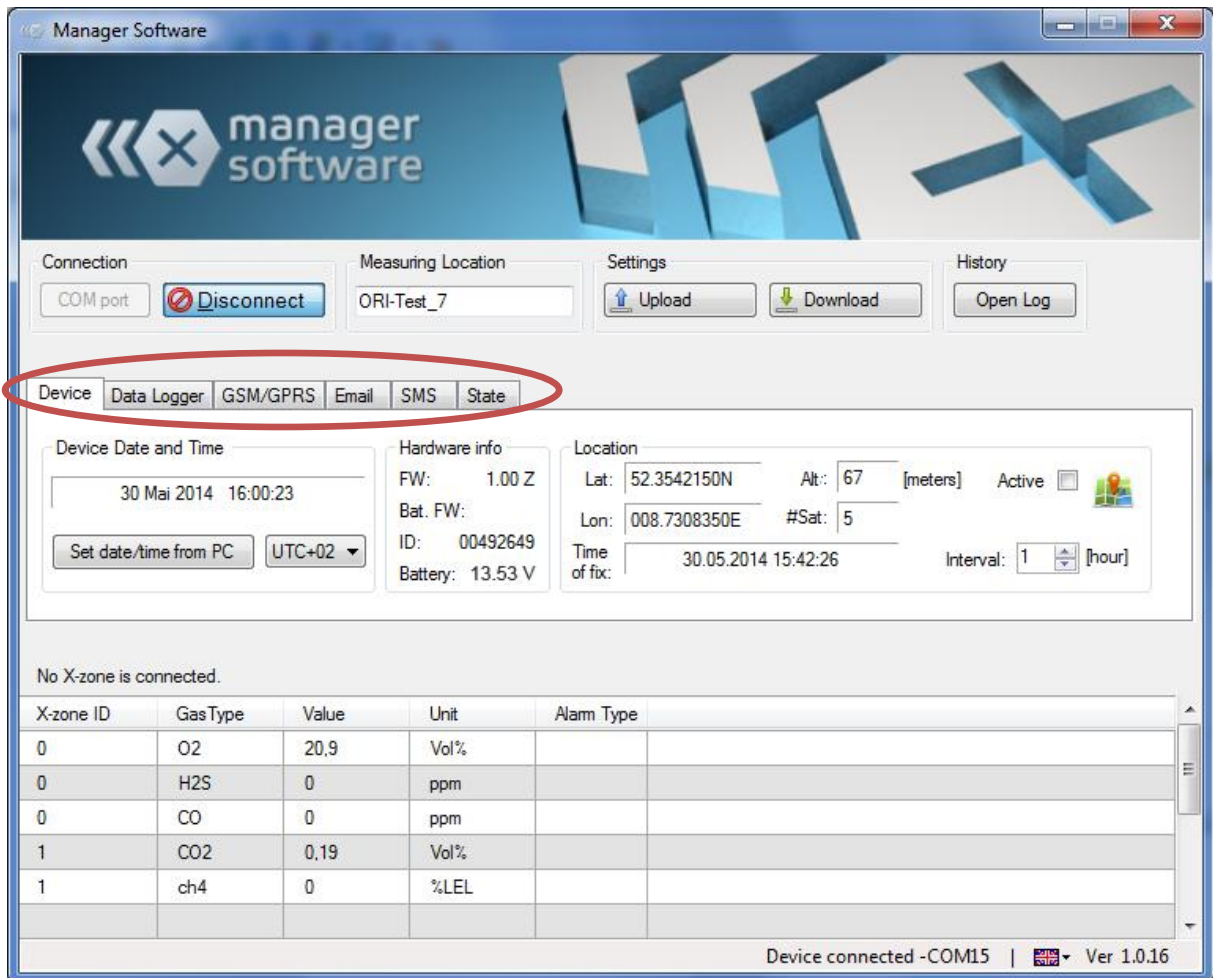 Manager Software
manager
software
Connection Measuring Location Settings History
COM port Disconnect ORI-Test_7 Upload Download Open Log
Device Data Logger GSM/GPRS Email SMS State
Device Date and Time Hardware info Location
FW: 1.00 Z Lat: 52.3542150N Alt:: 67 [meters] Active
30 Mai 2014 16:00:23
Bat. FW: Lon: 008.7308350E #Sat: 5
Set date/time from PC UTC+02 ID: 00492649 Time
of fix: 30.05.2014 15:42:26 Interval: 1 [hour]
Battery: 13.53 V
No X-zone is connected.
X-zone ID GasType Value Unit Alarm Type
0 O2 20,9 Vol%
0 H2S 0 ppm
0 CO 0 ppm
1 CO2 0,19 Vol%
1 ch4 0 %LEL
Device connected -COM15 | Ver 1.0.16